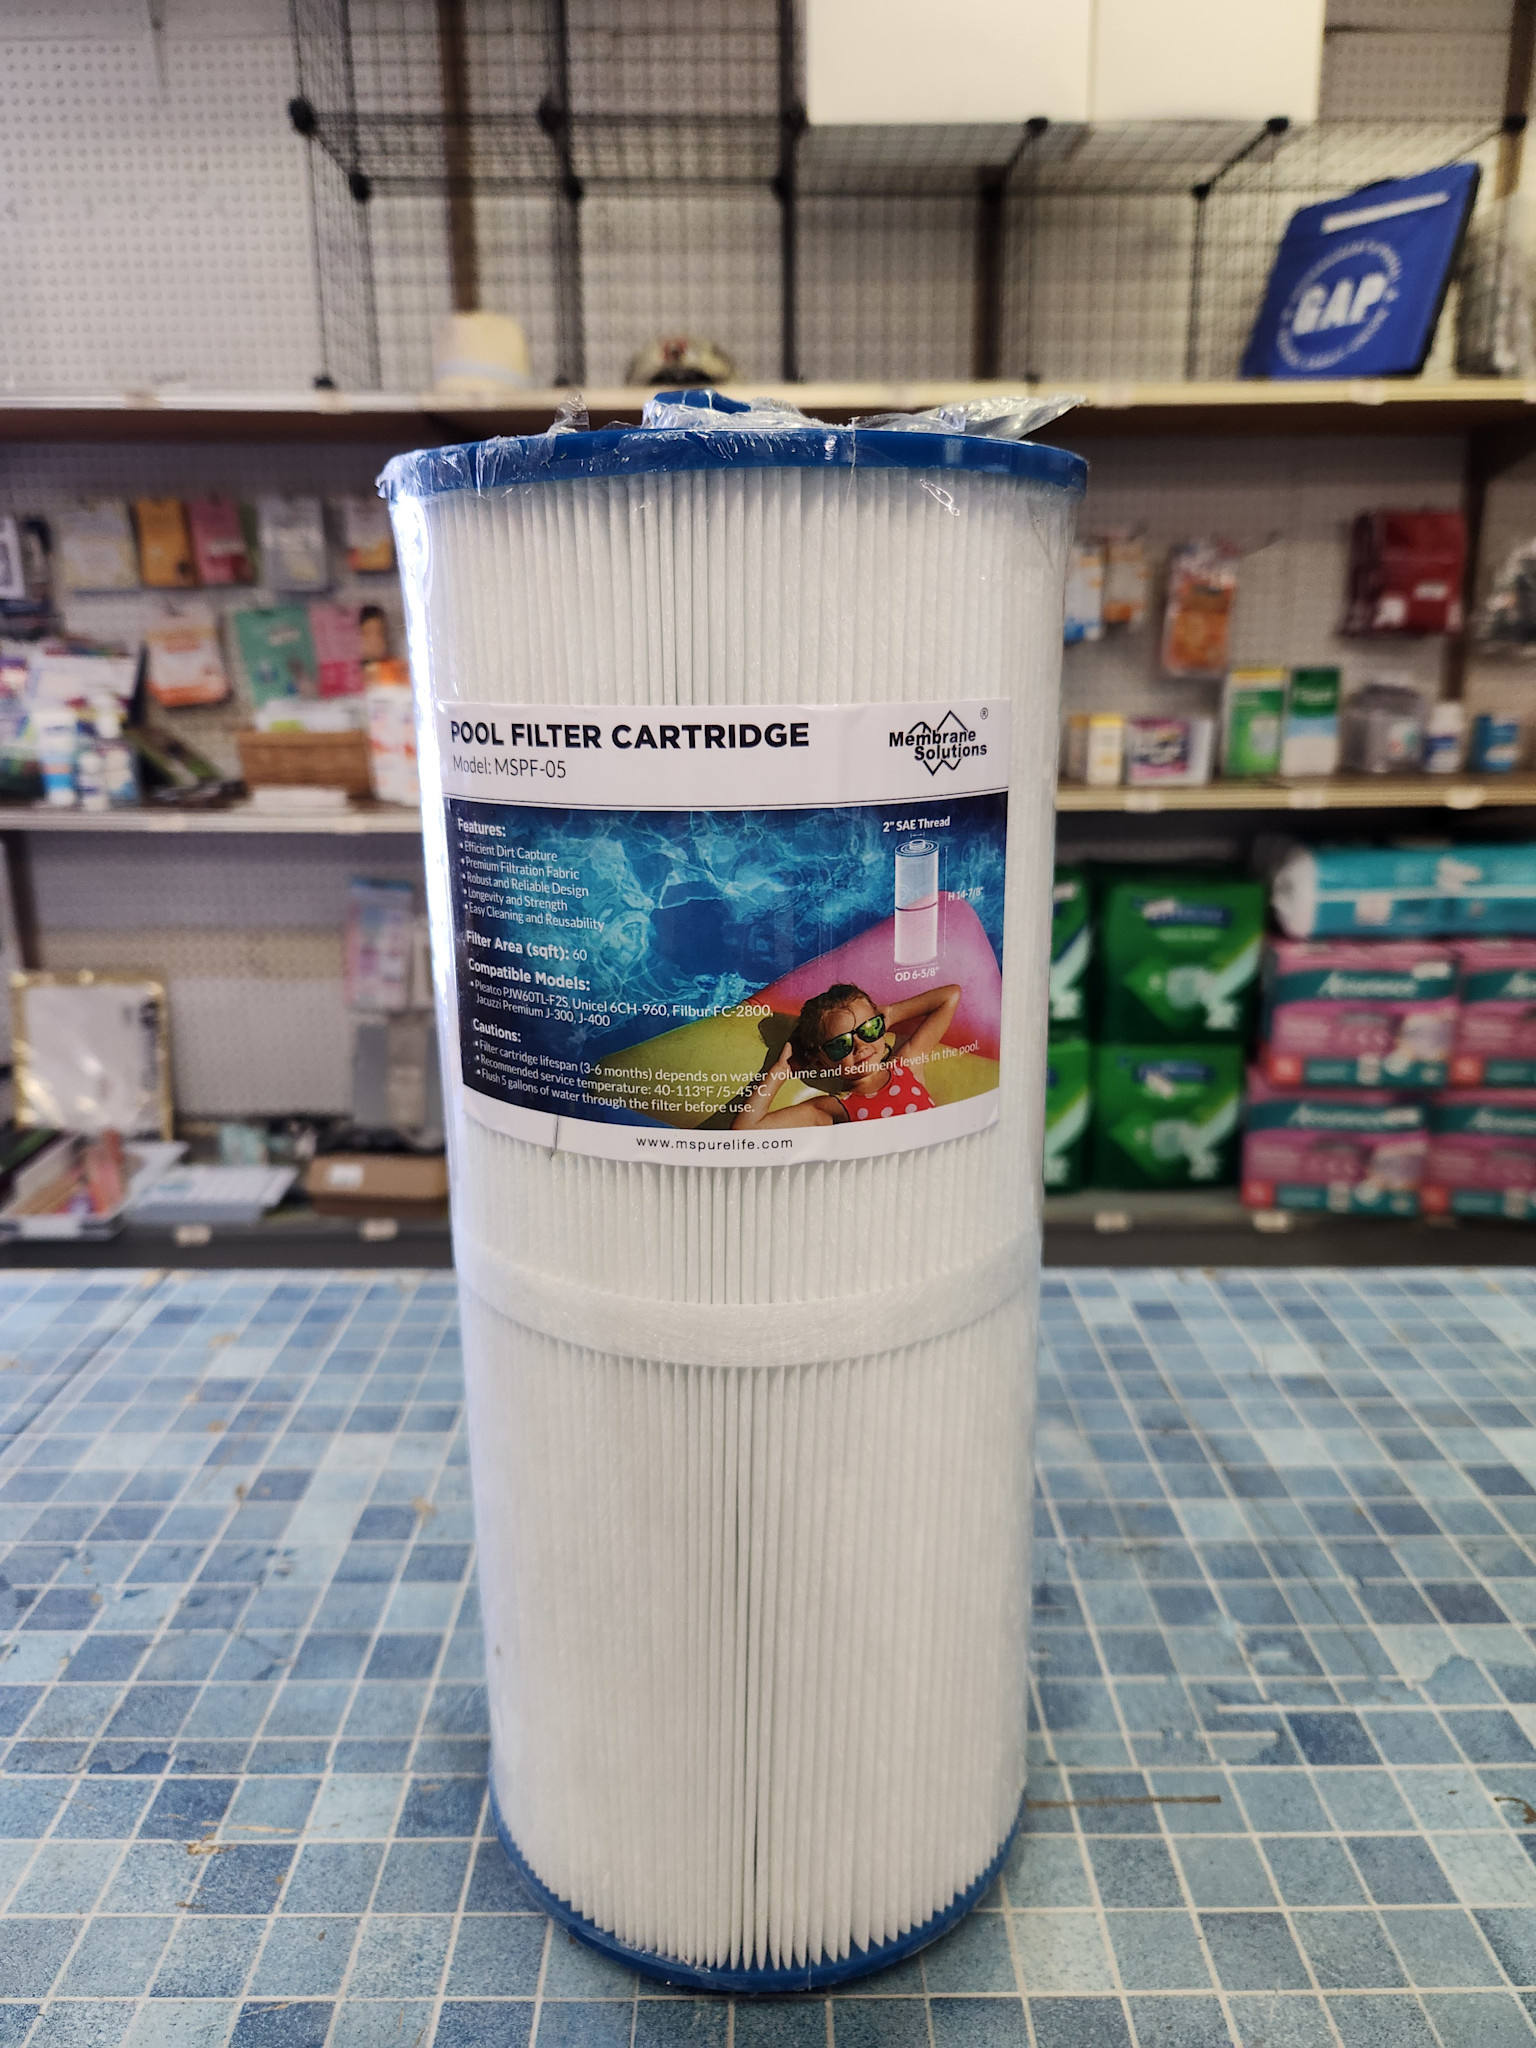 GAP
POOL FILTER CARTRIDGE
Model: MSPF-05
Membrane
Solutions
®
Features:
• Efficient Dirt Capture
• Premium Filtration Fabric
• Robust and Reliable Design
• Longevity and Strength
• Easy Cleaning and Reusability
Filter Area (sqft): 60
Compatible Models:
• Pleatco PJW60TL-F2S, Unicel 6CH-960, Filbur FC-2800,
Jacuzzi Premium J-300, J-400
Cautions:
• Filter cartridge lifespan (3-6 months) depends on water volume and sediment levels in the pool.
• Recommended service temperature: 40-113°F /5-45°C.
• Flush 5 gallons of water through the filter before use.
2" SAE Thread
H 14-7/8"
OD 6-5/8"
www.mspurelife.com